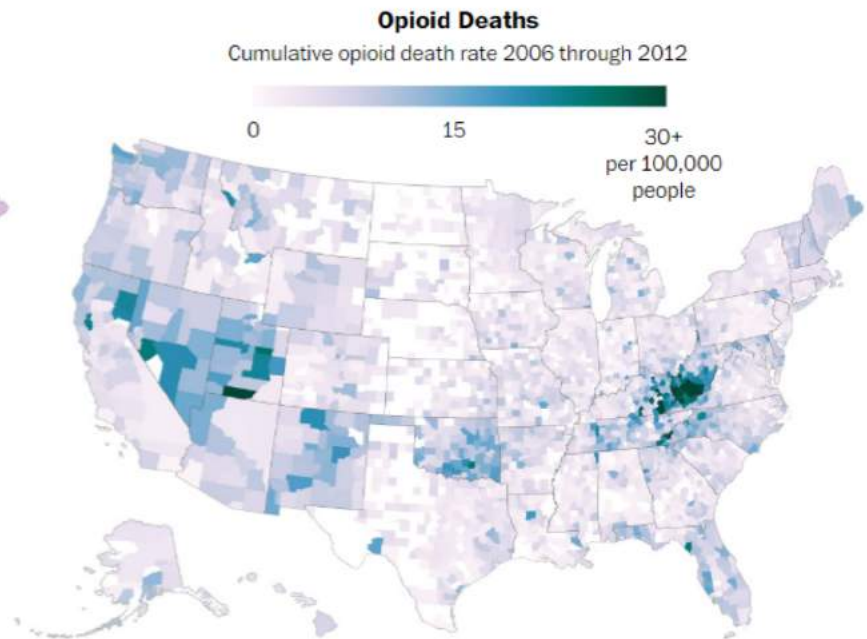 Opioid Deaths
Cumulative opioid death rate 2006 through 2012
0
15
30+
per 100,000
people